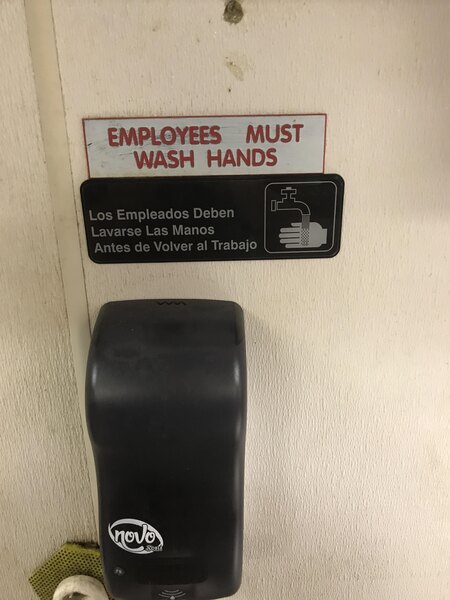 EMPLOYEES MUST
WASH HANDS
Los Empleados Deben
Lavarse Las Manos
Antes de Volver al Trabajo
novo